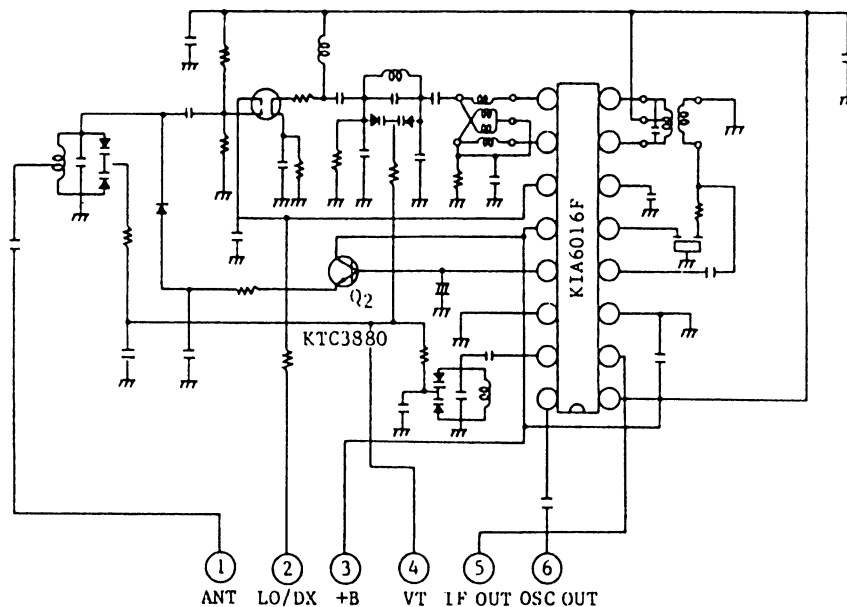 KIA6016F
Q2
KTC3880
1 2 3 4 5 6
ANT LO/DX +B VT IF OUT OSC OUT